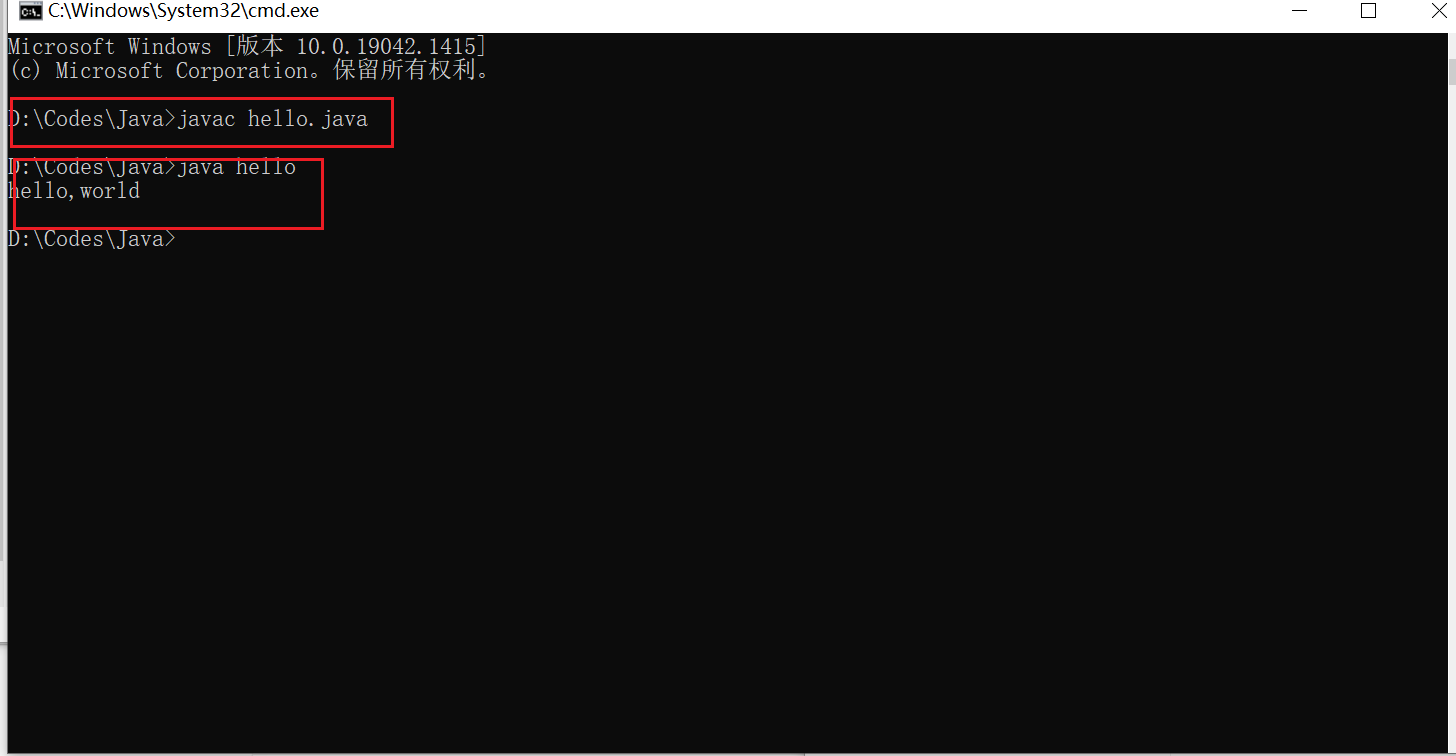 C:\Windows\System32\cmd.exe
Microsoft Windows [版本 10.0.19042.1415]
(c) Microsoft Corporation。保留所有权利。
D:\Codes\Java>javac hello.java
D:\Codes\Java>java hello
hello,world
D:\Codes\Java>